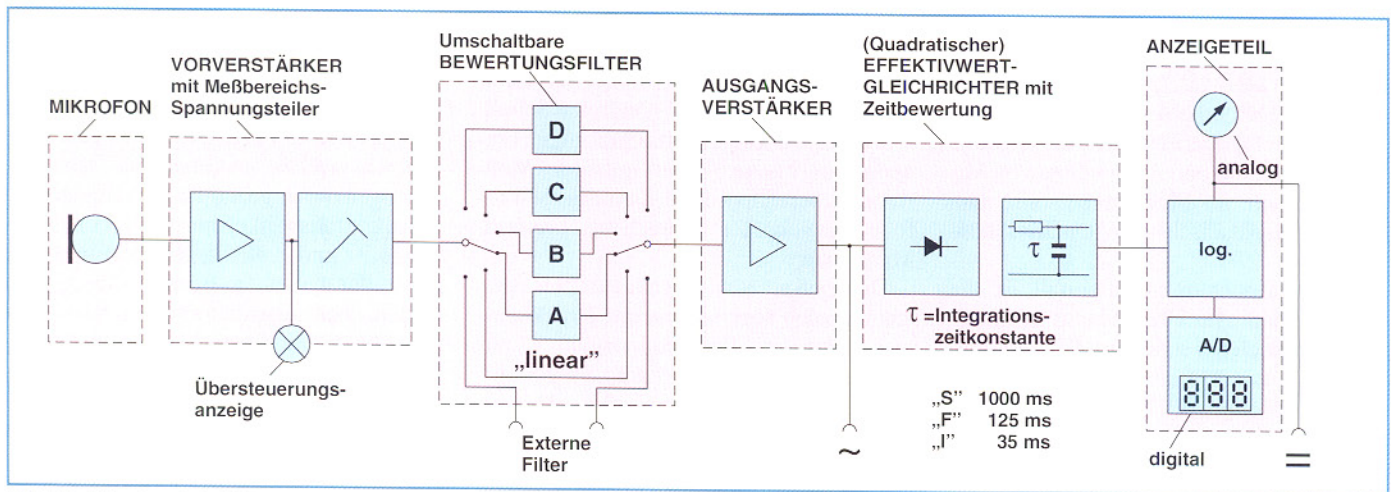 MIKROFON
VORVERSTÄRKER
mit Meßbereichs-
Spannungsteiler
Übersteuerungs-
anzeige
Umschaltbare
BEWERTUNGSFILTER
D
C
B
A
„linear”
Externe
Filter
AUSGANGS-
VERSTÄRKER
~
(Quadratischer)
EFFEKTIVWERT-
GLEICHRICHTER mit
Zeitbewertung
τ
τ =Integrations-
zeitkonstante
„S” 1000 ms
„F” 125 ms
„I” 35 ms
ANZEIGETEIL
analog
log.
A/D
888
digital
=